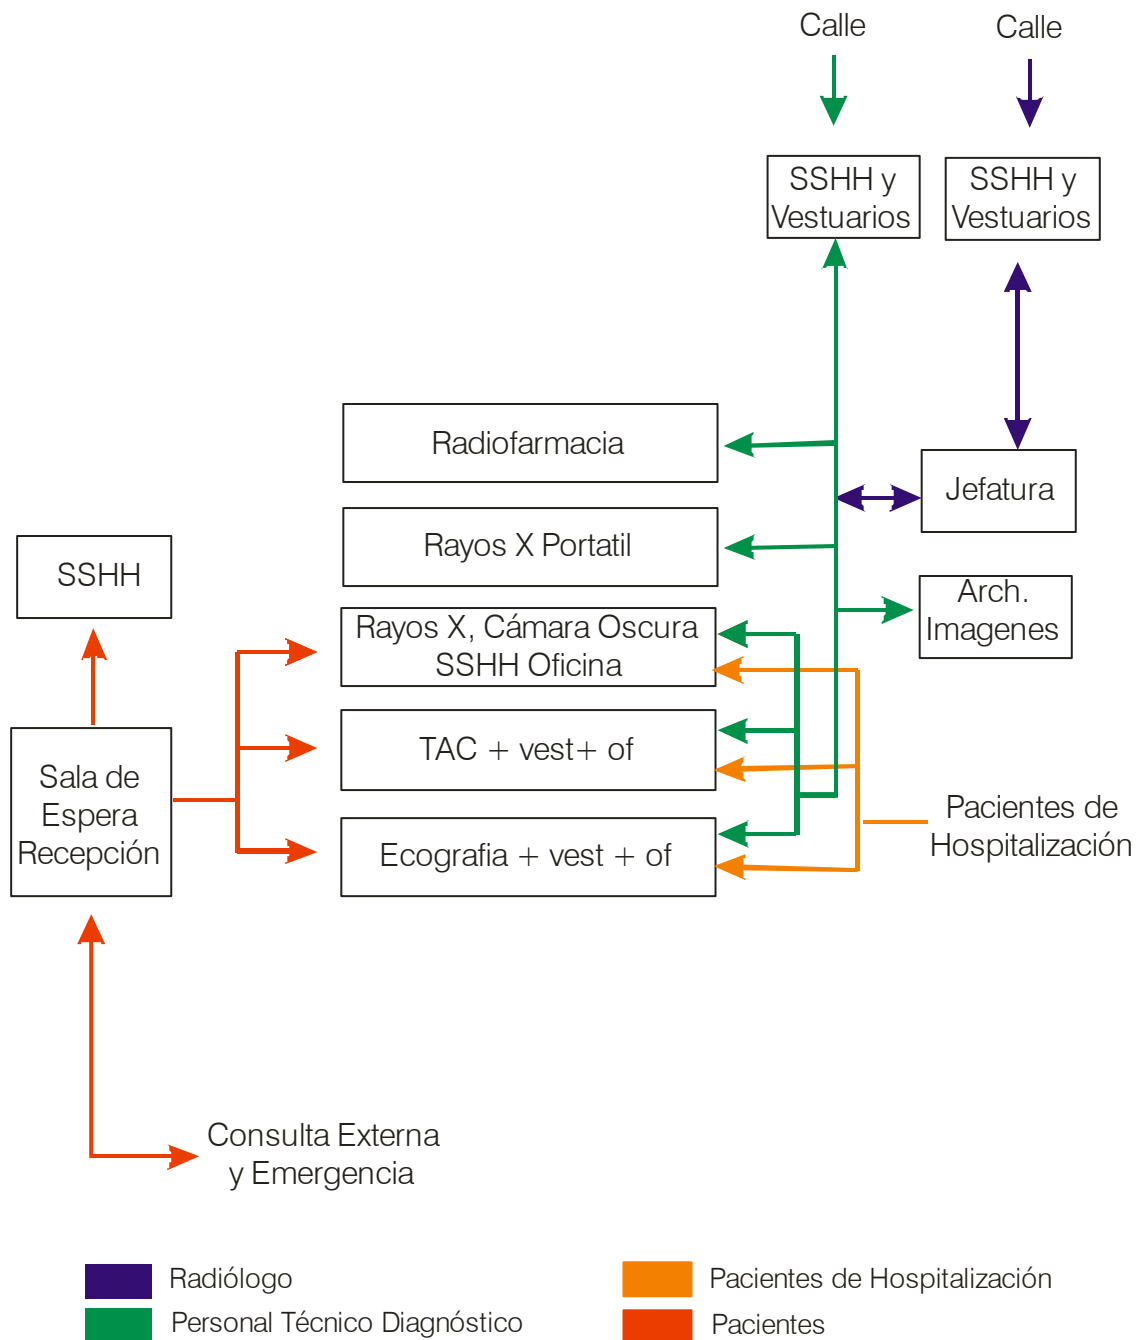 Calle
Calle
SSHH y
Vestuarios
SSHH y
Vestuarios
Radiofarmacia
Jefatura
Rayos X Portatil
SSHH
Arch.
Imagenes
Rayos X, Cámara Oscura
SSHH Oficina
TAC + vest+ of
Sala de
Espera
Recepción
Ecografia + vest + of
Pacientes de
Hospitalización
Consulta Externa
y Emergencia
Radiólogo
Personal Técnico Diagnóstico
Pacientes de Hospitalización
Pacientes